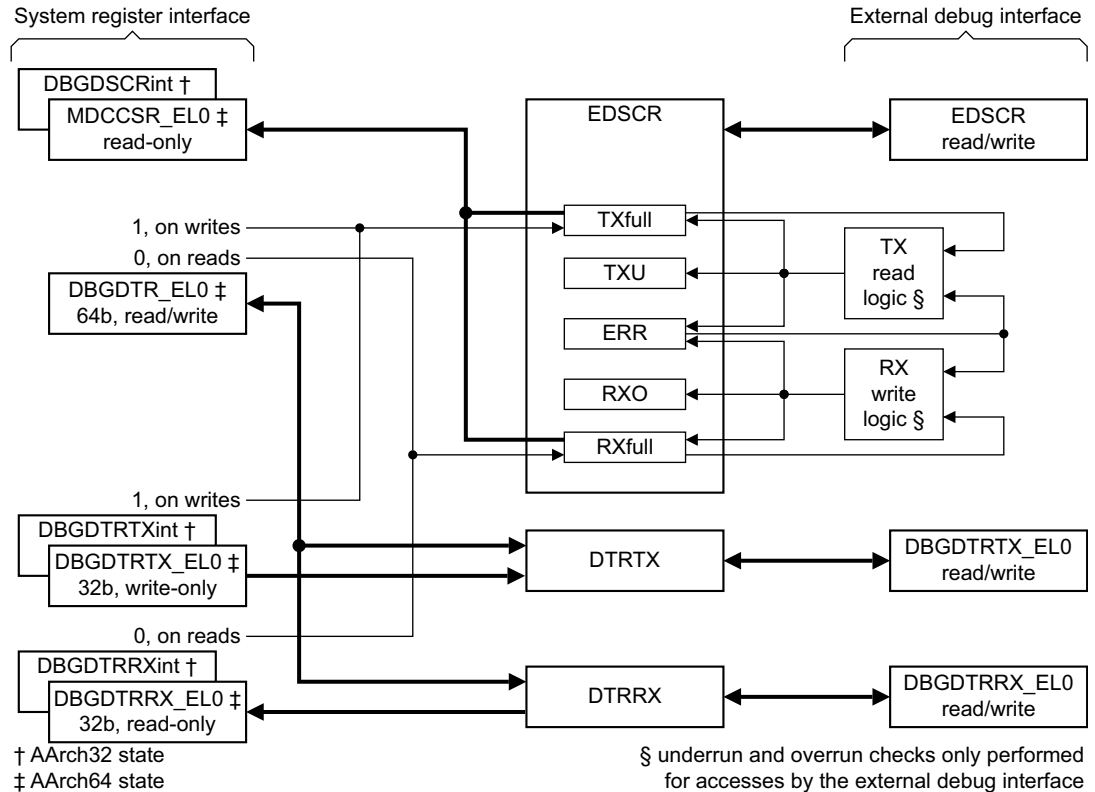 System register interface
External debug interface
DBGDSCRint †
MDCCSR_EL0 ‡
read-only
EDSCR
EDSCR
read/write
1, on writes
0, on reads
TXfull
TXU
ERR
RXO
RXfull
TX
read
logic §
RX
write
logic §
DBGDTR_EL0 ‡
64b, read/write
1, on writes
DBGDTRTXint †
DBGDTRTX_EL0 ‡
32b, write-only
DTRTX
DBGDTRTX_EL0
read/write
0, on reads
DBGDTRRXint †
DBGDTRRX_EL0 ‡
32b, read-only
DTRRX
DBGDTRRX_EL0
read/write
† AArch32 state
‡ AArch64 state
§ underrun and overrun checks only performed
for accesses by the external debug interface